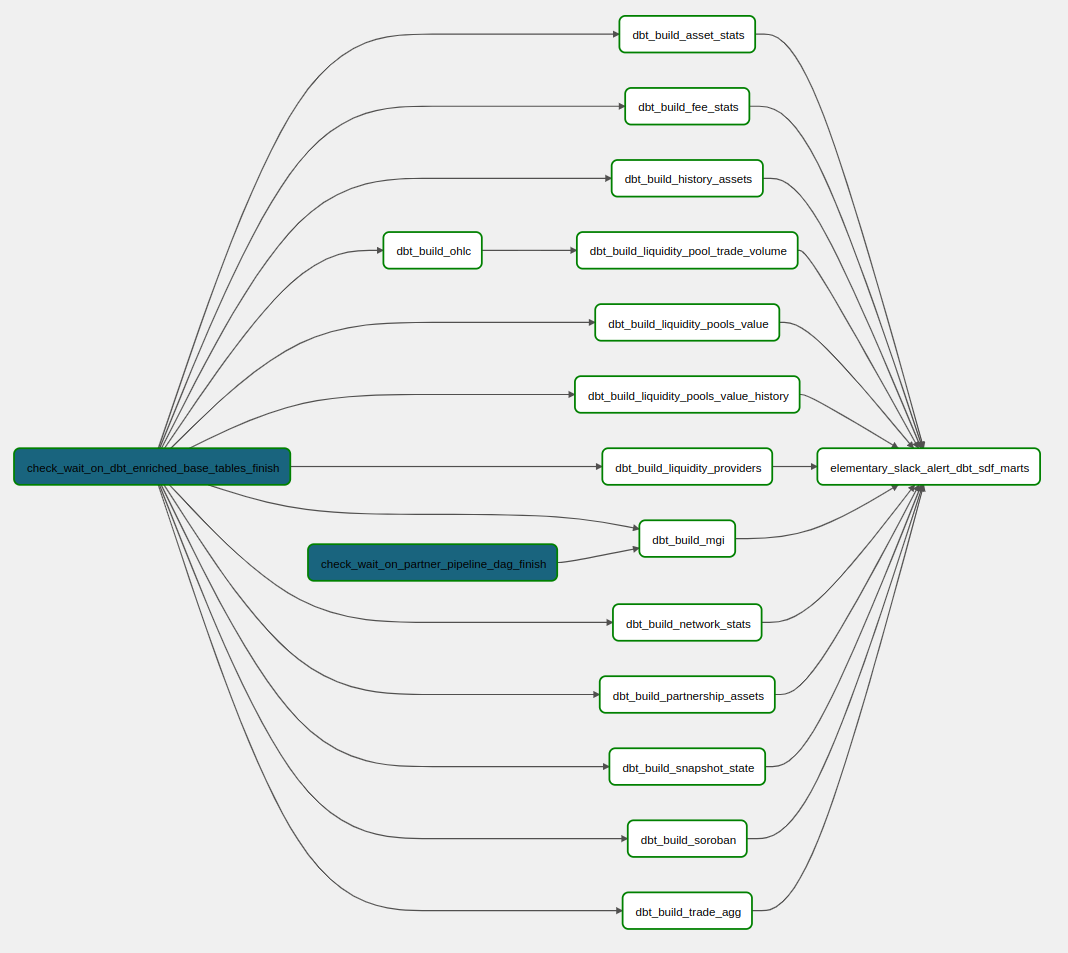 dbt_build_asset_stats
dbt_build_fee_stats
dbt_build_history_assets
dbt_build_ohlc
dbt_build_liquidity_pool_trade_volume
dbt_build_liquidity_pools_value
dbt_build_liquidity_pools_value_history
check_wait_on_dbt_enriched_base_tables_finish
dbt_build_liquidity_providers
elementary_slack_alert_dbt_sdf_marts
dbt_build_mgi
check_wait_on_partner_pipeline_dag_finish
dbt_build_network_stats
dbt_build_partnership_assets
dbt_build_snapshot_state
dbt_build_soroban
dbt_build_trade_agg